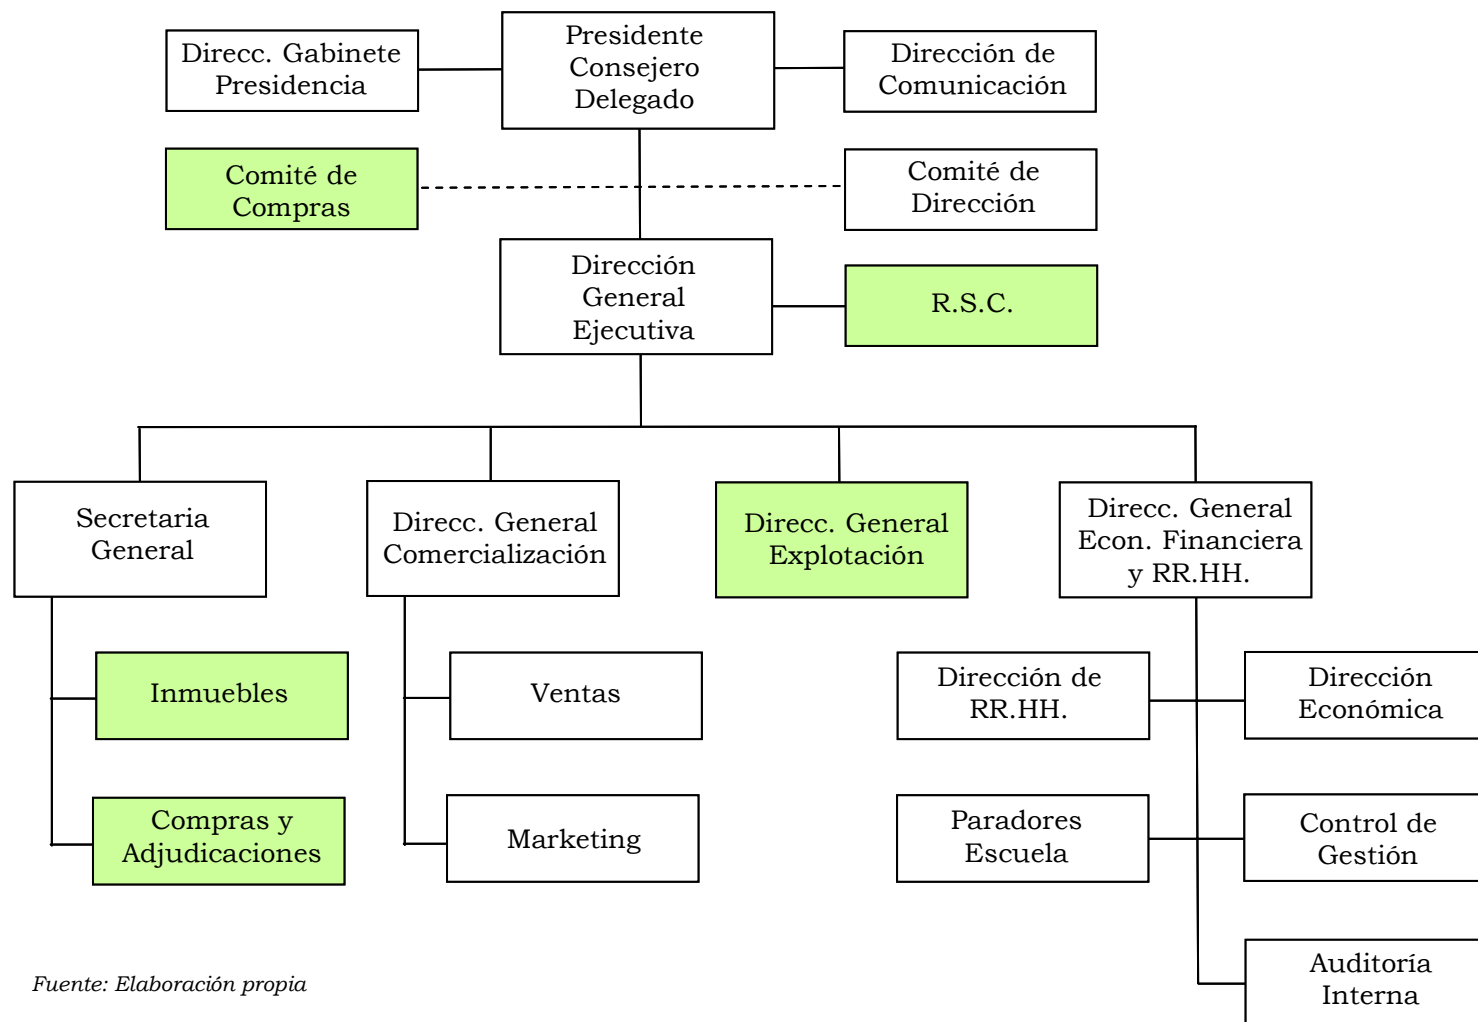 Direcc. Gabinete
Presidencia
Presidente
Consejero
Delegado
Dirección de
Comunicación
Comité de
Compras
Comité de
Dirección
Dirección
General
Ejecutiva
R.S.C.
Secretaria
General
Direcc. General
Comercialización
Direcc. General
Explotación
Direcc. General
Econ. Financiera
y RR.HH.
Inmuebles
Ventas
Dirección de
RR.HH.
Dirección
Económica
Compras y
Adjudicaciones
Marketing
Paradores
Escuela
Control de
Gestión
Auditoría
Interna
Fuente: Elaboración propia